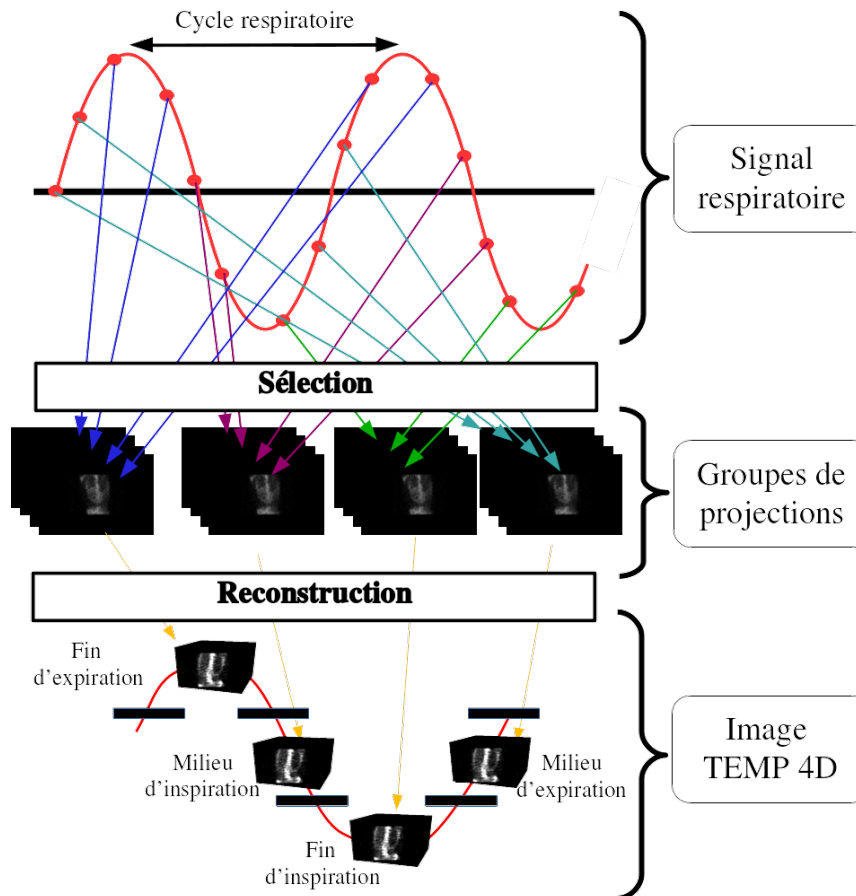 Cycle respiratoire
Signal
respiratoire
Sélection
Groupes de
projections
Reconstruction
Fin
d'expiration
Milieu
d'inspiration
Milieu
d'expiration
Fin
d'inspiration
Image
TEMP 4D